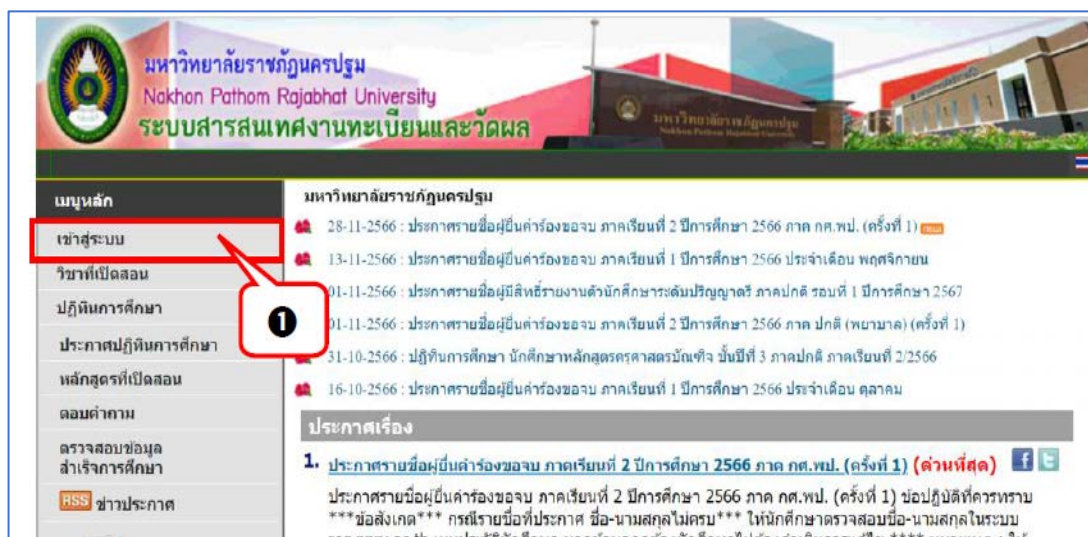 มหาวิทยาลัยราชภัฏนครปฐม
Nakhon Pathom Rajabhat University
ระบบสารสนเทศงานทะเบียนและวัดผล
มหาวิทยาลัยราชภัฏนครปฐม
Nakhon Pathom Rajabhat University
เมนูหลัก
เข้าสู่ระบบ
วิชาที่เปิดสอน
ปฏิทินการศึกษา
ประกาศปฏิทินการศึกษา
หลักสูตรที่เปิดสอน
ตอบคำถาม
ตรวจสอบข้อมูล
สำเร็จการศึกษา
RSS ข่าวประกาศ
1
มหาวิทยาลัยราชภัฏนครปฐม
28-11-2566 : ประกาศรายชื่อผู้ยื่นคำร้องขอจบ ภาคเรียนที่ 2 ปีการศึกษา 2566 ภาค กศ.พป. (ครั้งที่ 1)
13-11-2566 : ประกาศรายชื่อผู้ยื่นคำร้องขอจบ ภาคเรียนที่ 1 ปีการศึกษา 2566 ประจำเดือน พฤศจิกายน
01-11-2566 : ประกาศรายชื่อผู้มีสิทธิ์รายงานตัวนักศึกษาระดับปริญญาตรี ภาคปกติ รอบที่ 1 ปีการศึกษา 2567
01-11-2566 : ประกาศรายชื่อผู้ยื่นคำร้องขอจบ ภาคเรียนที่ 2 ปีการศึกษา 2566 ภาค ปกติ (พยาบาล) (ครั้งที่ 1)
31-10-2566 : ปฏิทินการศึกษา นักศึกษาหลักสูตรครุศาสตรบัณฑิต ชั้นปีที่ 3 ภาคปกติ ภาคเรียนที่ 2/2566
16-10-2566 : ประกาศรายชื่อผู้ยื่นคำร้องขอจบ ภาคเรียนที่ 1 ปีการศึกษา 2566 ประจำเดือน ตุลาคม
ประกาศเรื่อง
1. ประกาศรายชื่อผู้ยื่นคำร้องขอจบ ภาคเรียนที่ 2 ปีการศึกษา 2566 ภาค กศ.พป. (ครั้งที่ 1) (ด่วนที่สุด)
ประกาศรายชื่อผู้ยื่นคำร้องขอจบ ภาคเรียนที่ 2 ปีการศึกษา 2566 ภาค กศ.พป. (ครั้งที่ 1) ข้อปฏิบัติที่ควรทราบ
***ข้อสังเกต*** กรณีรายชื่อที่ประกาศ ชื่อ-นามสกุลไม่ครบ*** ให้นักศึกษาตรวจสอบชื่อ-นามสกุลในระบบ